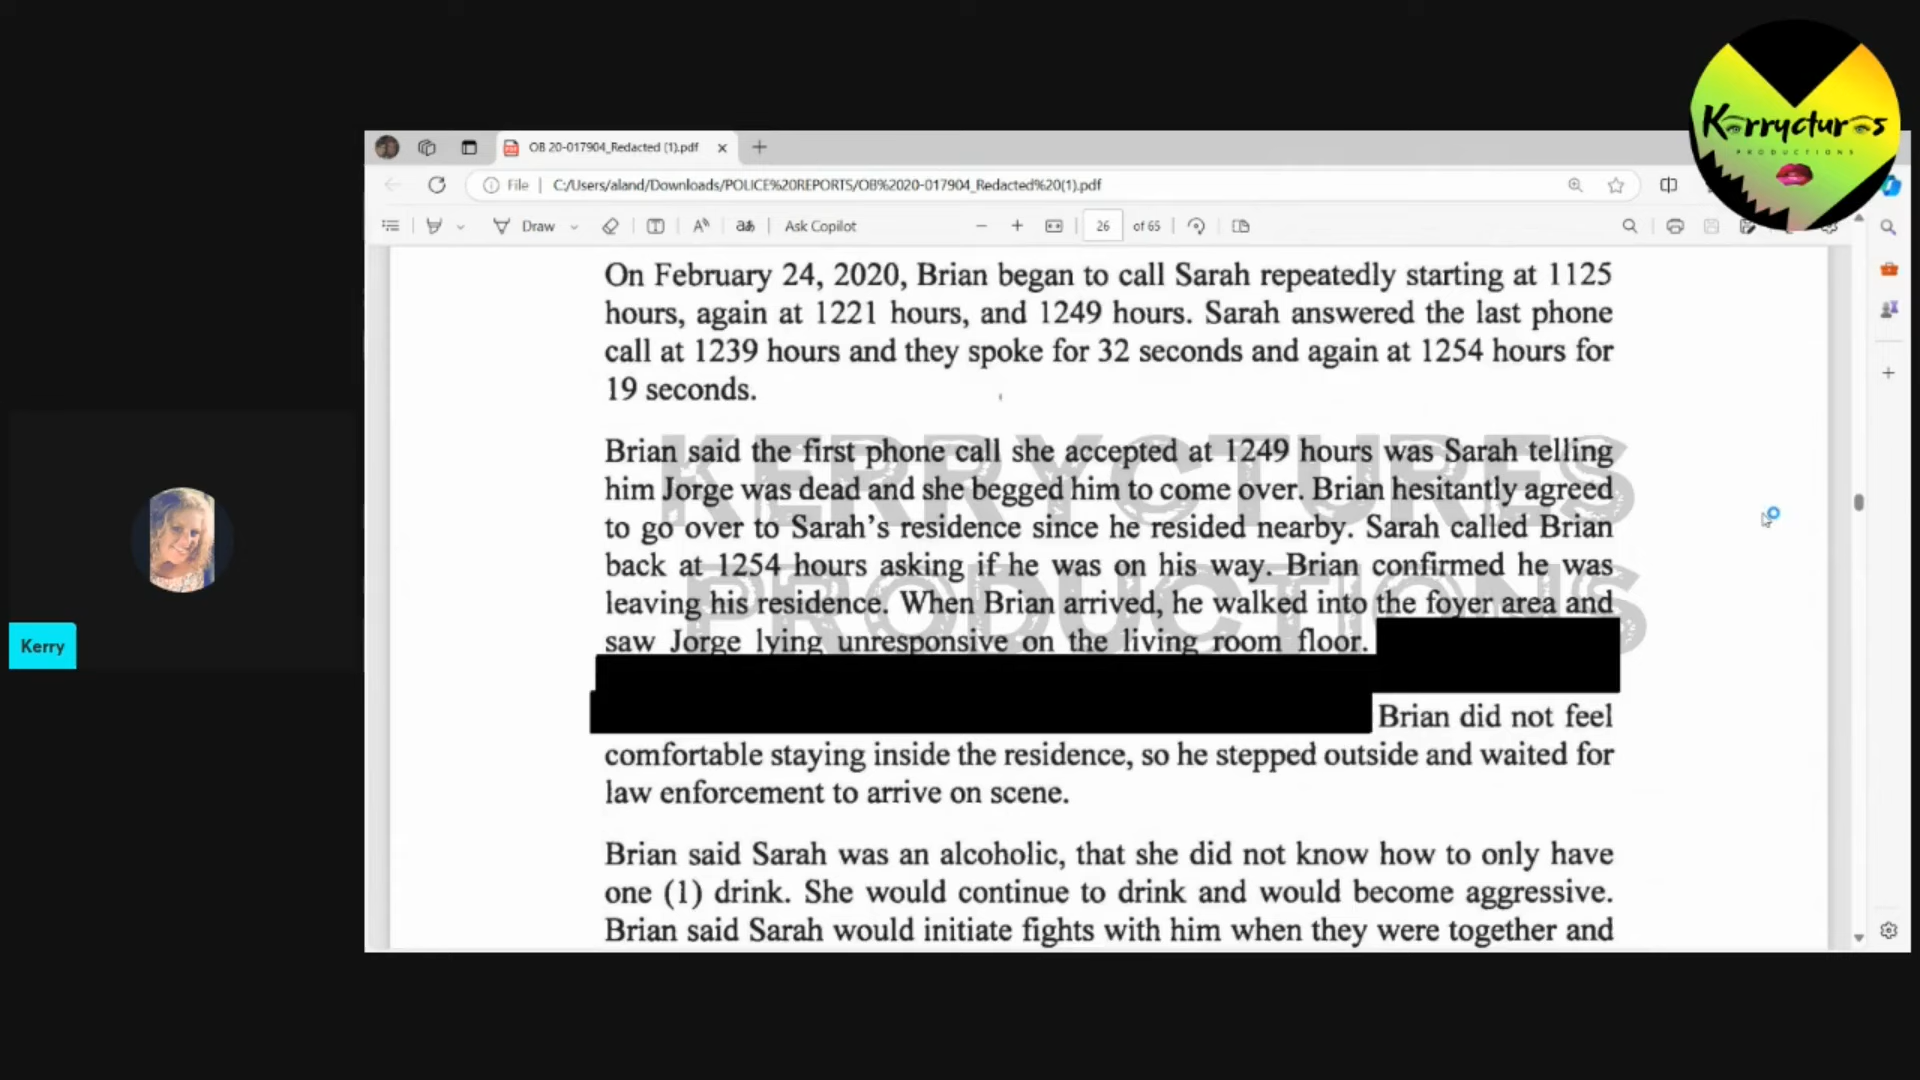 Kerryctures
PRODUCTIONS
OB 20-017904_Redacted (1).pdf
File
C:/Users/aland/Downloads/POLICE%20REPORTS/OB%2020-017904_Redacted%20(1).pdf
Draw
Ask Copilot
26 of 65
On February 24, 2020, Brian began to call Sarah repeatedly starting at 1125
hours, again at 1221 hours, and 1249 hours. Sarah answered the last phone
call at 1239 hours and they spoke for 32 seconds and again at 1254 hours for
19 seconds.
KERRYCTURES
PRODUCTIONS
Brian said the first phone call she accepted at 1249 hours was Sarah telling
him Jorge was dead and she begged him to come over. Brian hesitantly agreed
to go over to Sarah's residence since he resided nearby. Sarah called Brian
back at 1254 hours asking if he was on his way. Brian confirmed he was
leaving his residence. When Brian arrived, he walked into the foyer area and
saw Jorge lying unresponsive on the living room floor.
Brian did not feel
comfortable staying inside the residence, so he stepped outside and waited for
law enforcement to arrive on scene.
Brian said Sarah was an alcoholic, that she did not know how to only have
one (1) drink. She would continue to drink and would become aggressive.
Brian said Sarah would initiate fights with him when they were together and
Kerry